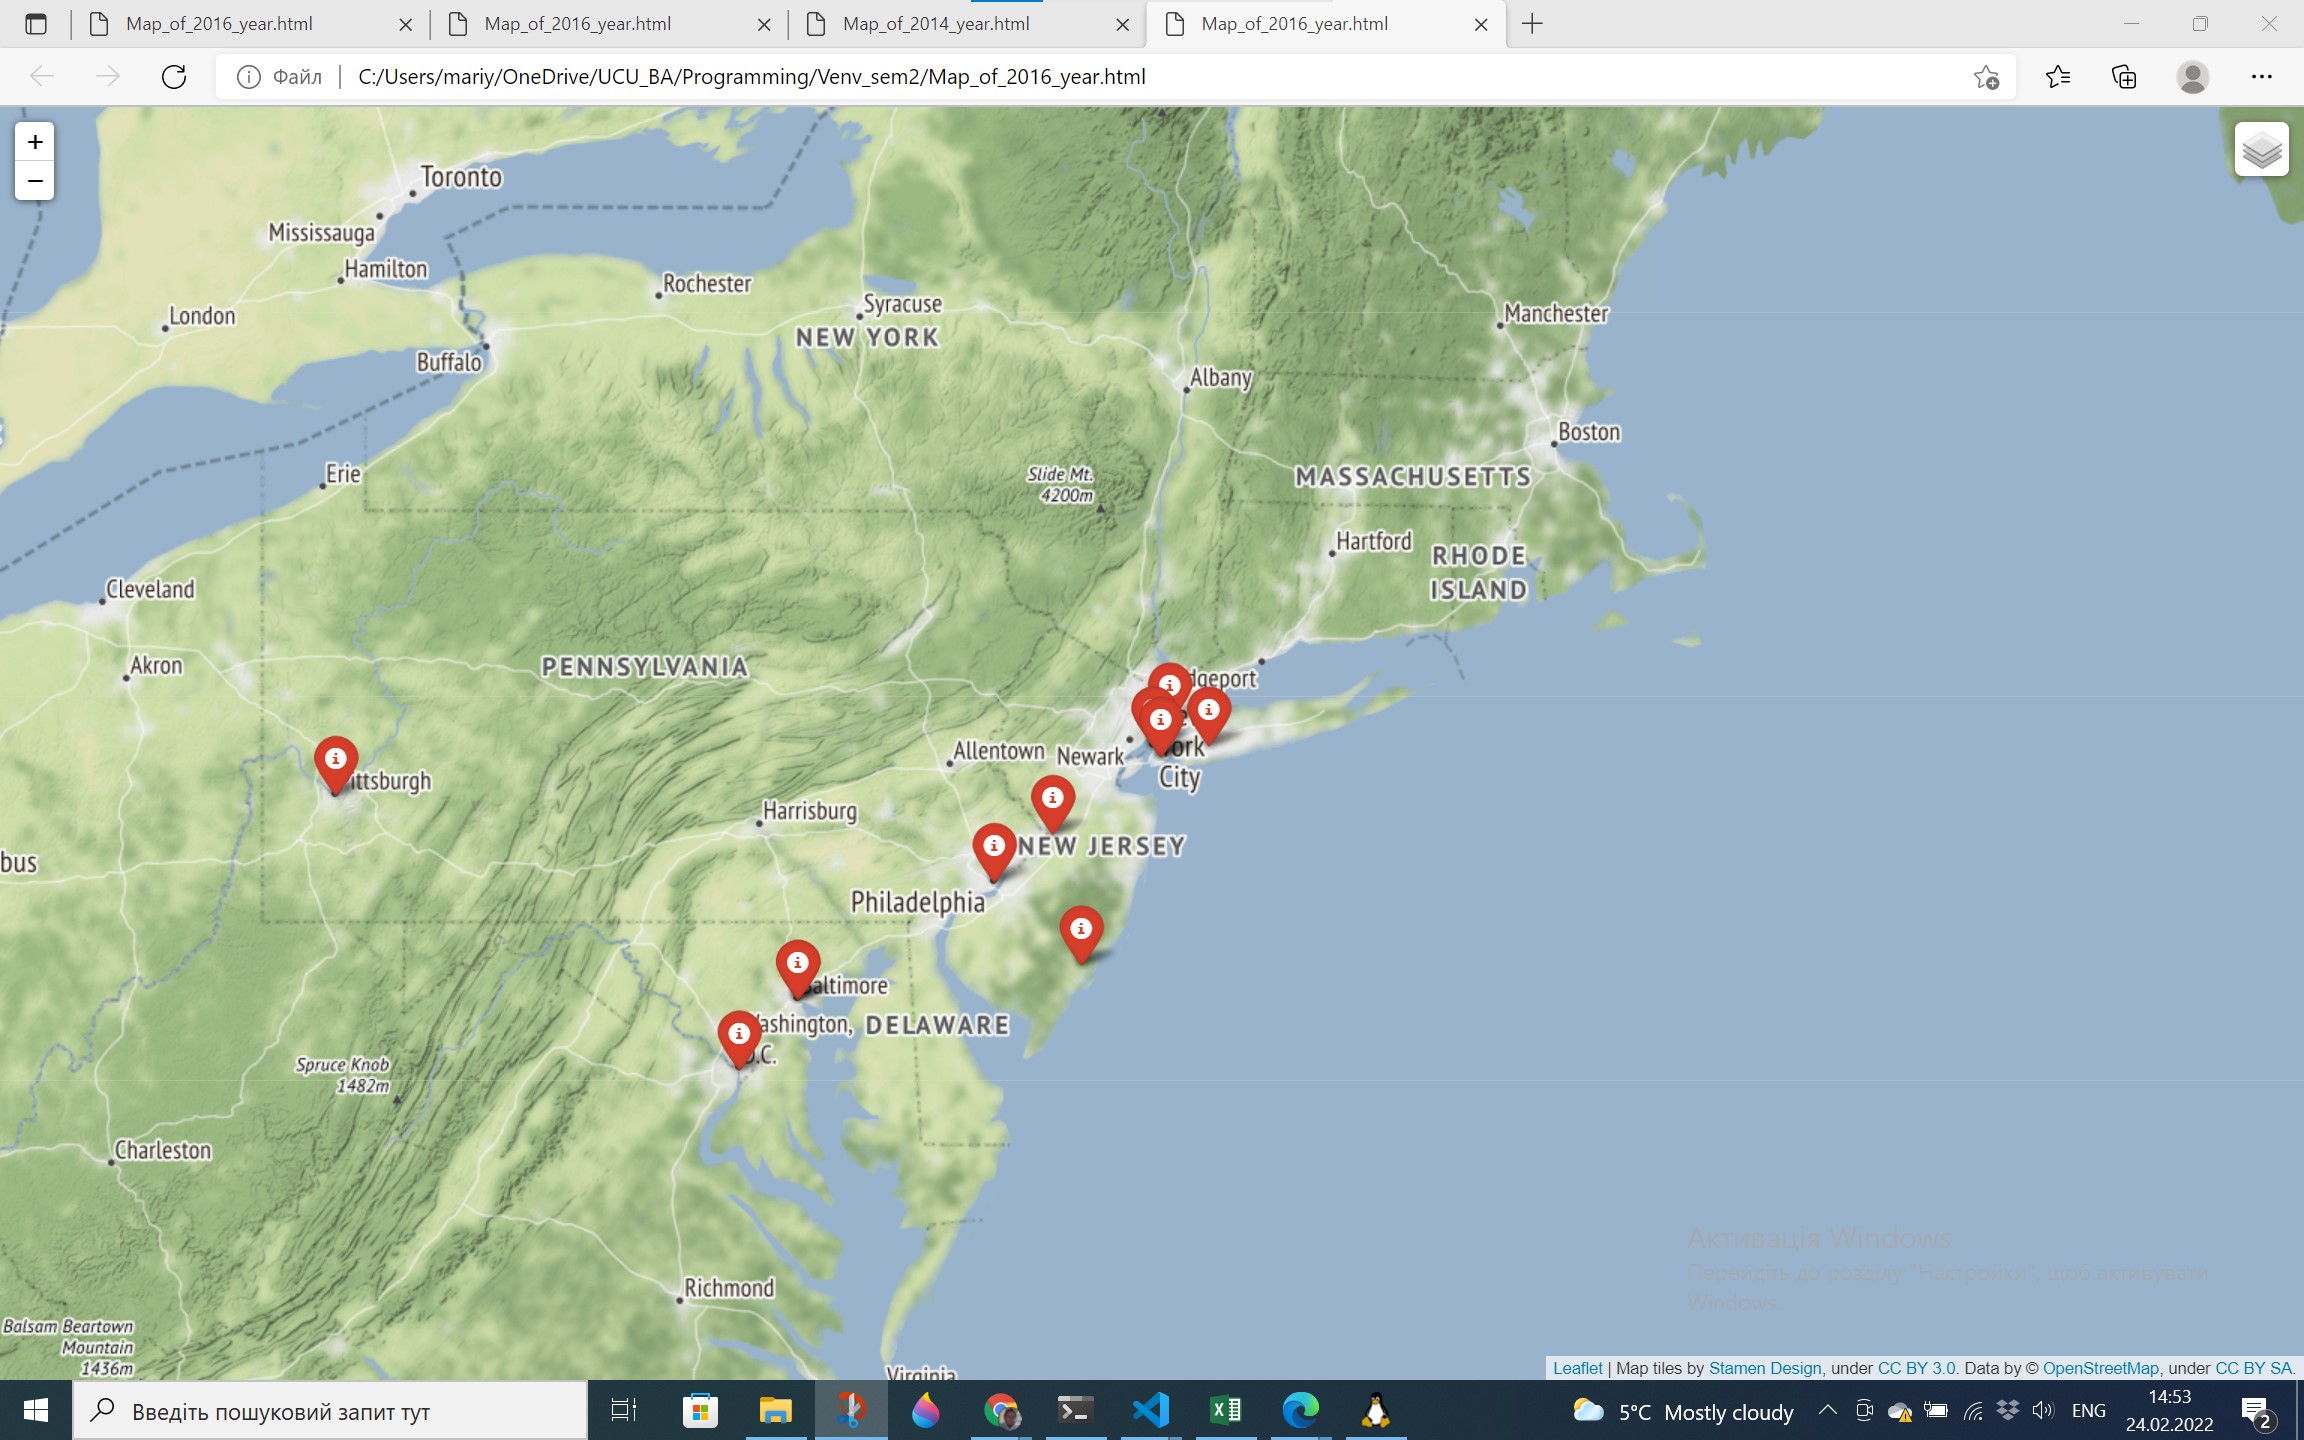 Map_of_2016_year.html
Map_of_2016_year.html
Map_of_2014_year.html
Map_of_2016_year.html
Файл
C:/Users/mariy/OneDrive/UCU_BA/Programming/Venv_sem2/Map_of_2016_year.html
+
−
Toronto
Mississauga
Hamilton
Rochester
London
Syracuse
Manchester
NEW YORK
Buffalo
Albany
Boston
Erie
Slide Mt.
4200m
MASSACHUSETTS
Hartford
RHODE
ISLAND
Cleveland
Akron
PENNSYLVANIA
dgeport
Allentown
Newark
ork
City
ittsburgh
Harrisburg
NEW JERSEY
bus
Philadelphia
altimore
ashington,
.C.
DELAWARE
Spruce Knob
1482m
Charleston
Активація Windows
Перейдіть до розділу "Настройки", щоб активувати
Windows.
Richmond
Balsam Beartown
Mountain
1436m
Virginia
Leaflet | Map tiles by Stamen Design, under CC BY 3.0. Data by © OpenStreetMap, under CC BY SA.
Введіть пошуковий запит тут
5°C Mostly cloudy
ENG
14:53
24.02.2022
2